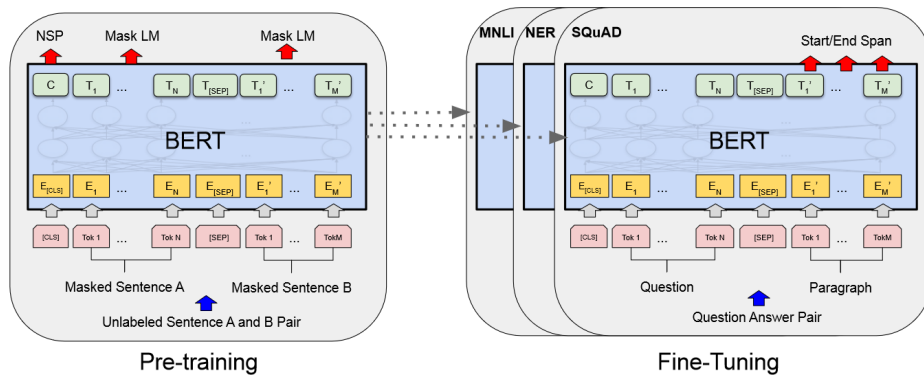 NSP Mask LM Mask LM
C T1 ... TN T[SEP] T1' ... TM'
BERT
E[CLS] E1 ... EN E[SEP] E1' ... EM'
[CLS] Tok 1 ... Tok N [SEP] Tok 1 ... TokM
Masked Sentence A Masked Sentence B
Unlabeled Sentence A and B Pair
Pre-training
MNLI NER SQuAD
Start/End Span
C T1 ... TN T[SEP] T1' ... TM'
BERT
E[CLS] E1 ... EN E[SEP] E1' ... EM'
[CLS] Tok 1 ... Tok N [SEP] Tok 1 ... TokM
Question Paragraph
Question Answer Pair
Fine-Tuning